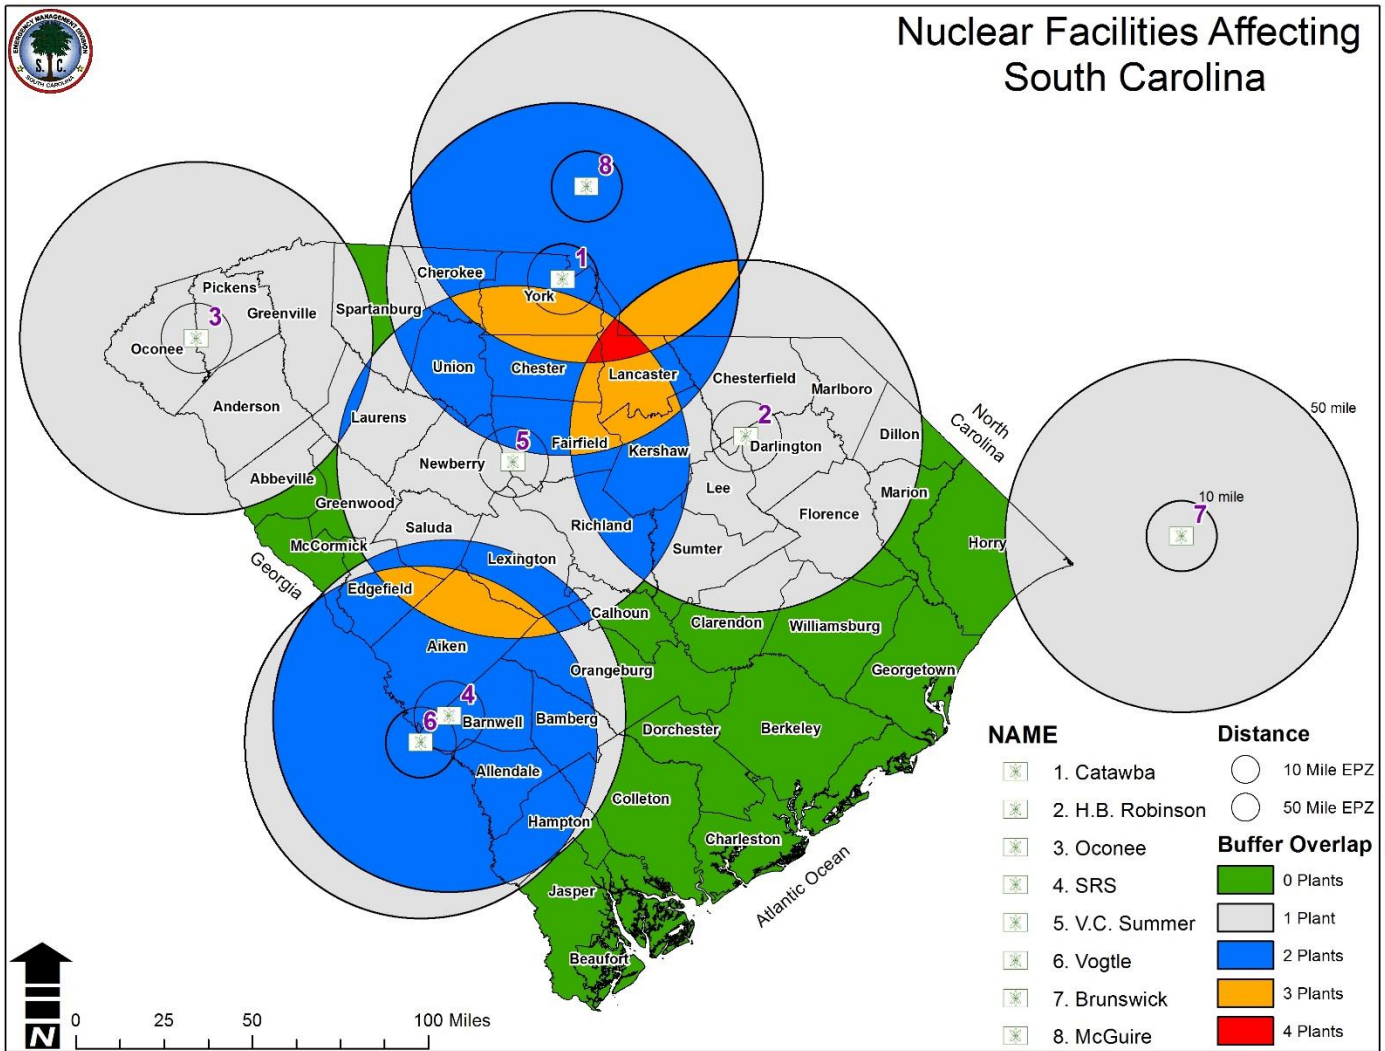 Nuclear Facilities Affecting
South Carolina
EMERGENCY MANAGEMENT DIVISION
S. C.
SOUTH CAROLINA
8
1
Cherokee
York
Pickens
3
Greenville
Spartanburg
Oconee
Union
Chester
Lancaster
Chesterfield
Marlboro
North
Carolina
50 mile
Anderson
Laurens
2
Darlington
Dillon
5
Fairfield
Kershaw
Newberry
Abbeville
Greenwood
Lee
Marion
10 mile
7
Saluda
Richland
Florence
McCormick
Lexington
Sumter
Horry
Georgia
Edgefield
Calhoun
Clarendon
Williamsburg
Aiken
Orangeburg
Georgetown
4
6
Barnwell
Bamberg
Dorchester
Berkeley
Allendale
Colleton
Hampton
Charleston
Atlantic Ocean
Jasper
Beaufort
NAME
1. Catawba
2. H.B. Robinson
3. Oconee
4. SRS
5. V.C. Summer
6. Vogtle
7. Brunswick
8. McGuire
Distance
10 Mile EPZ
50 Mile EPZ
Buffer Overlap
0 Plants
1 Plant
2 Plants
3 Plants
4 Plants
N
0 25 50 100 Miles